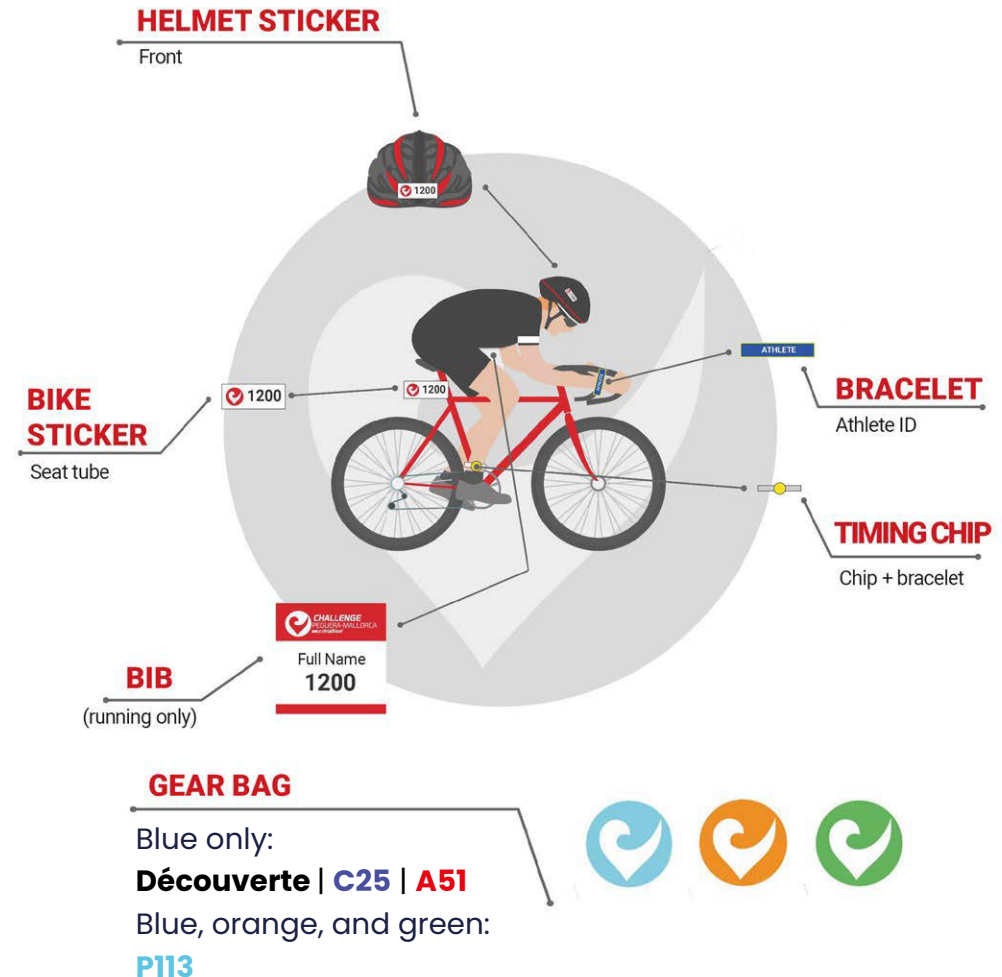 HELMET STICKER
Front
1200
ATHLETE
BRACELET
Athlete ID
BIKE
STICKER
Seat tube
1200
1200
TIMING CHIP
Chip + bracelet
CHALLENGE
PEGUERA-MALLORCA
Full Name
1200
BIB
(running only)
GEAR BAG
Blue only:
Découverte | C25 | A51
Blue, orange, and green:
P113